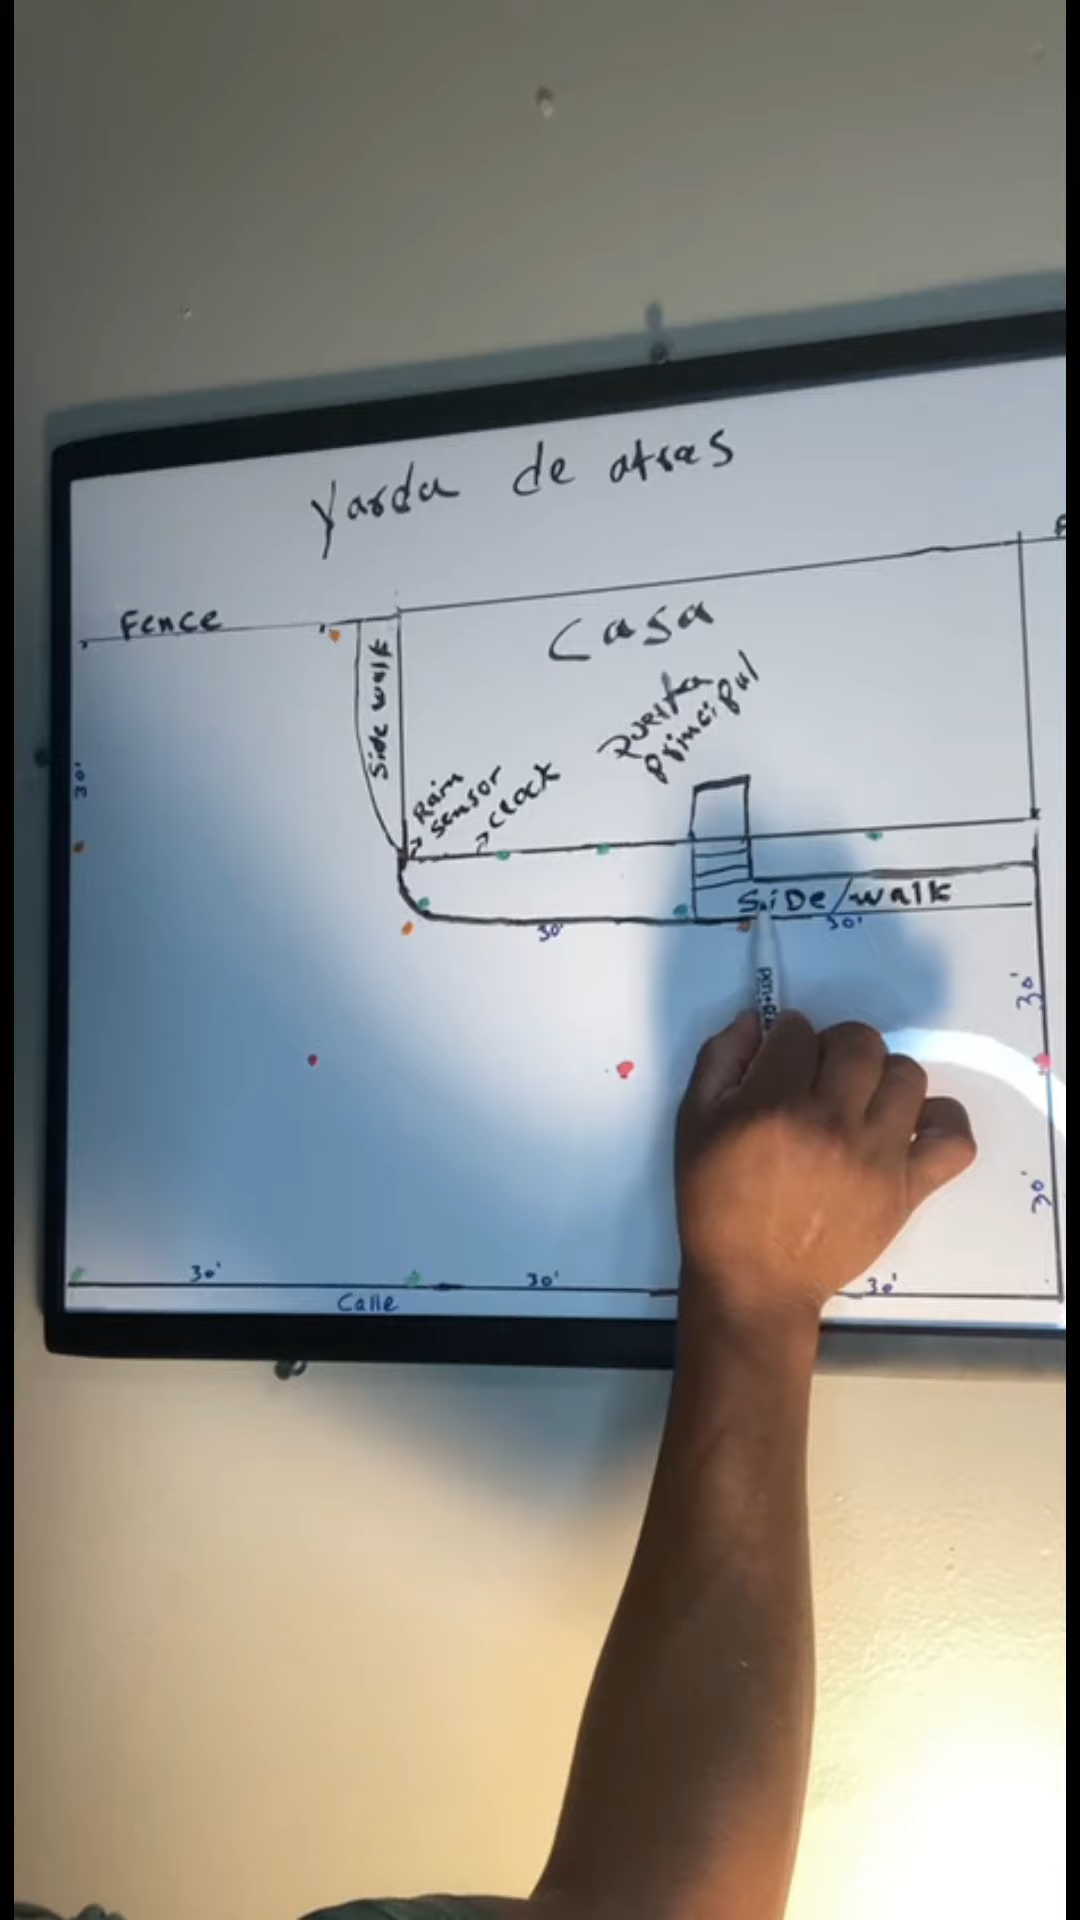 Yarda de atras
Fence
Casa
Side walk
Puerta
Principal
Rain
sensor
clock
30'
Side/walk
30'
30'
30'
30'
30'
30'
30'
Calle